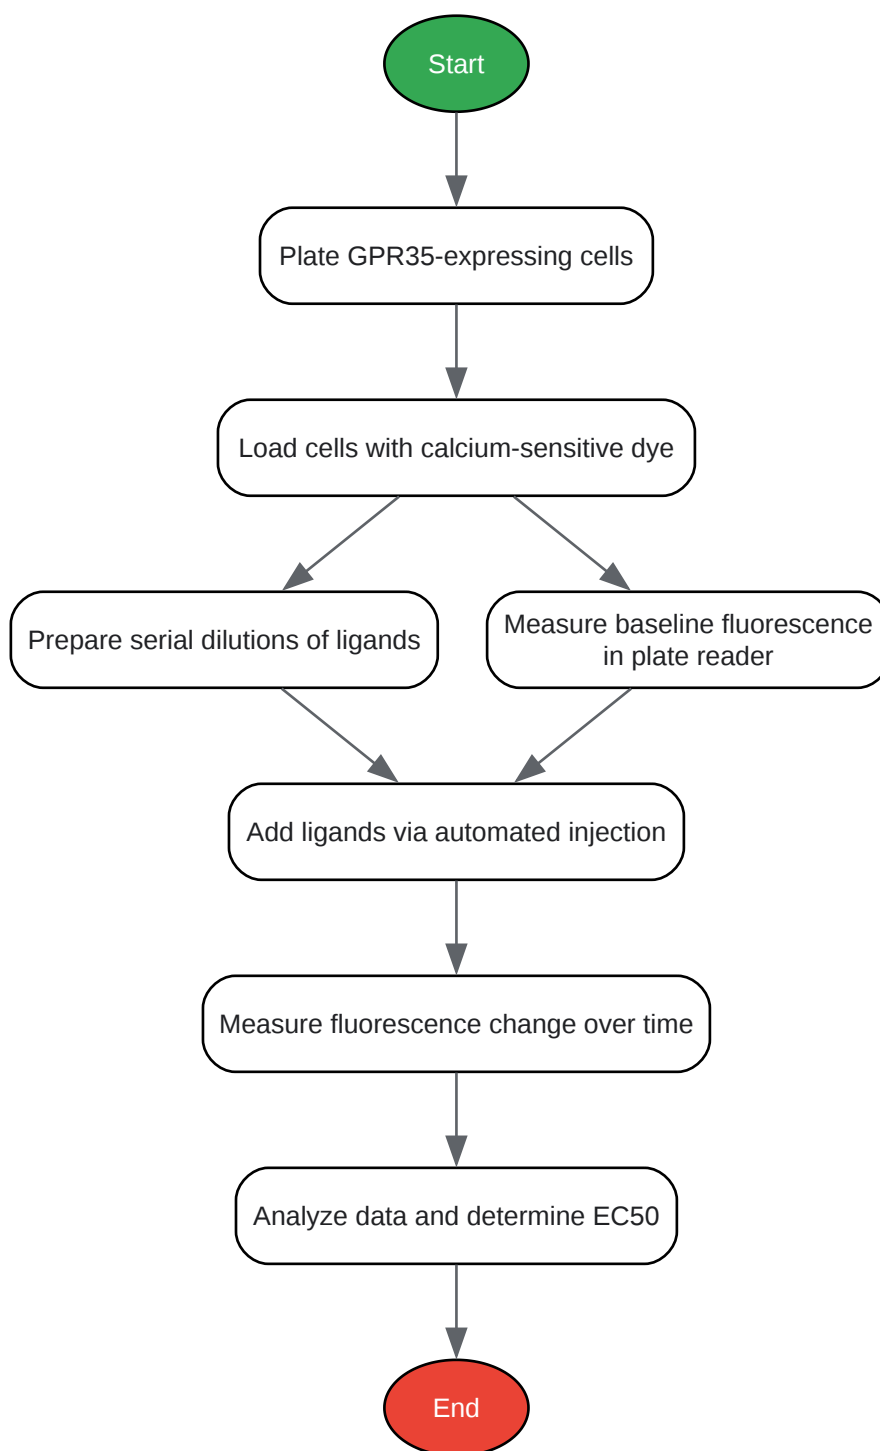 Start
Plate GPR35-expressing cells
Load cells with calcium-sensitive dye
Prepare serial dilutions of ligands
Measure baseline fluorescence
in plate reader
Add ligands via automated injection
Measure fluorescence change over time
Analyze data and determine EC50
End